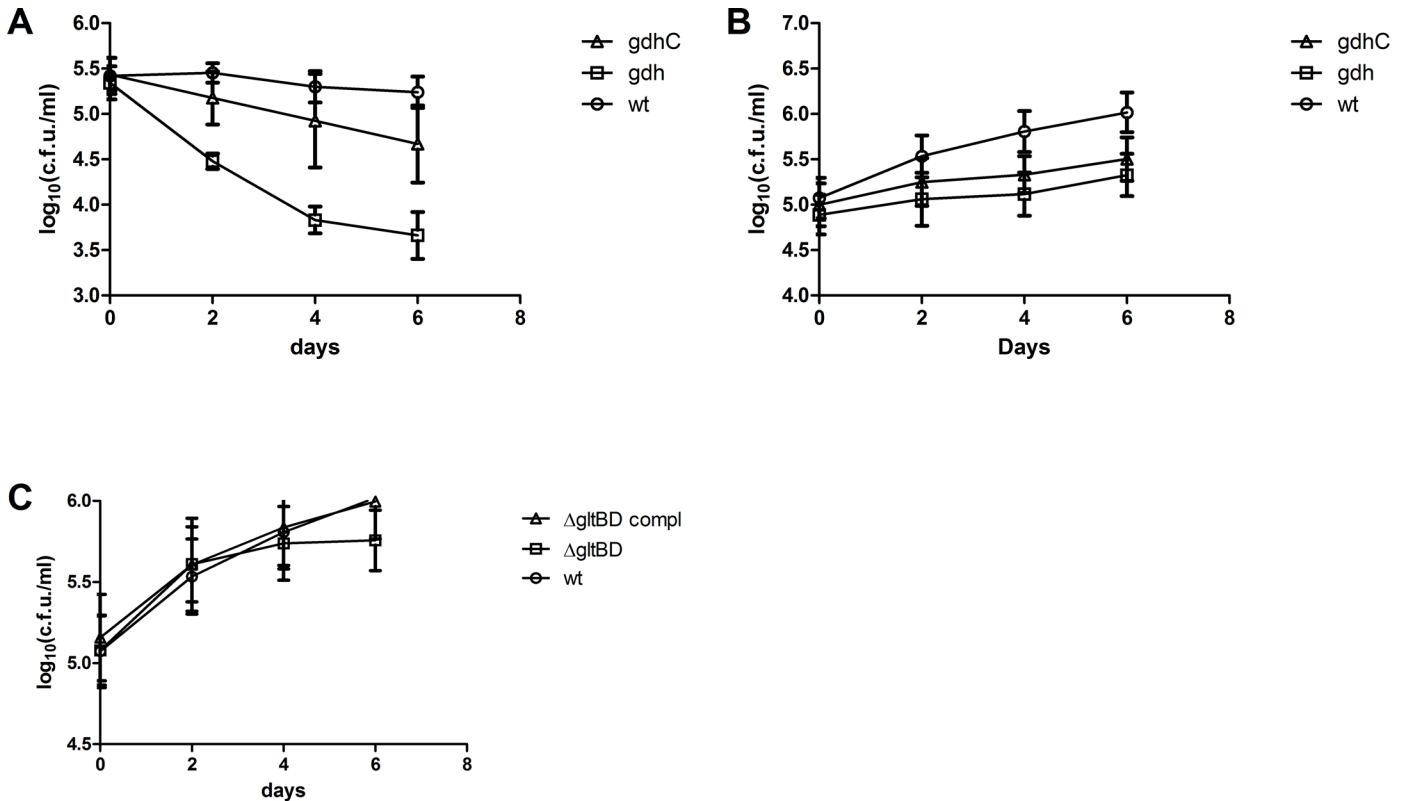 A
6.0
5.5
5.0
4.5
4.0
3.5
3.0
log10(c.f.u./ml)
0 2 4 6 8
days
gdhC
gdh
wt
B
7.0
6.5
6.0
5.5
5.0
4.5
4.0
log10(c.f.u./ml)
0 2 4 6 8
Days
gdhC
gdh
wt
C
6.0
5.5
5.0
4.5
log10(c.f.u./ml)
0 2 4 6 8
days
ΔgltBD compl
ΔgltBD
wt